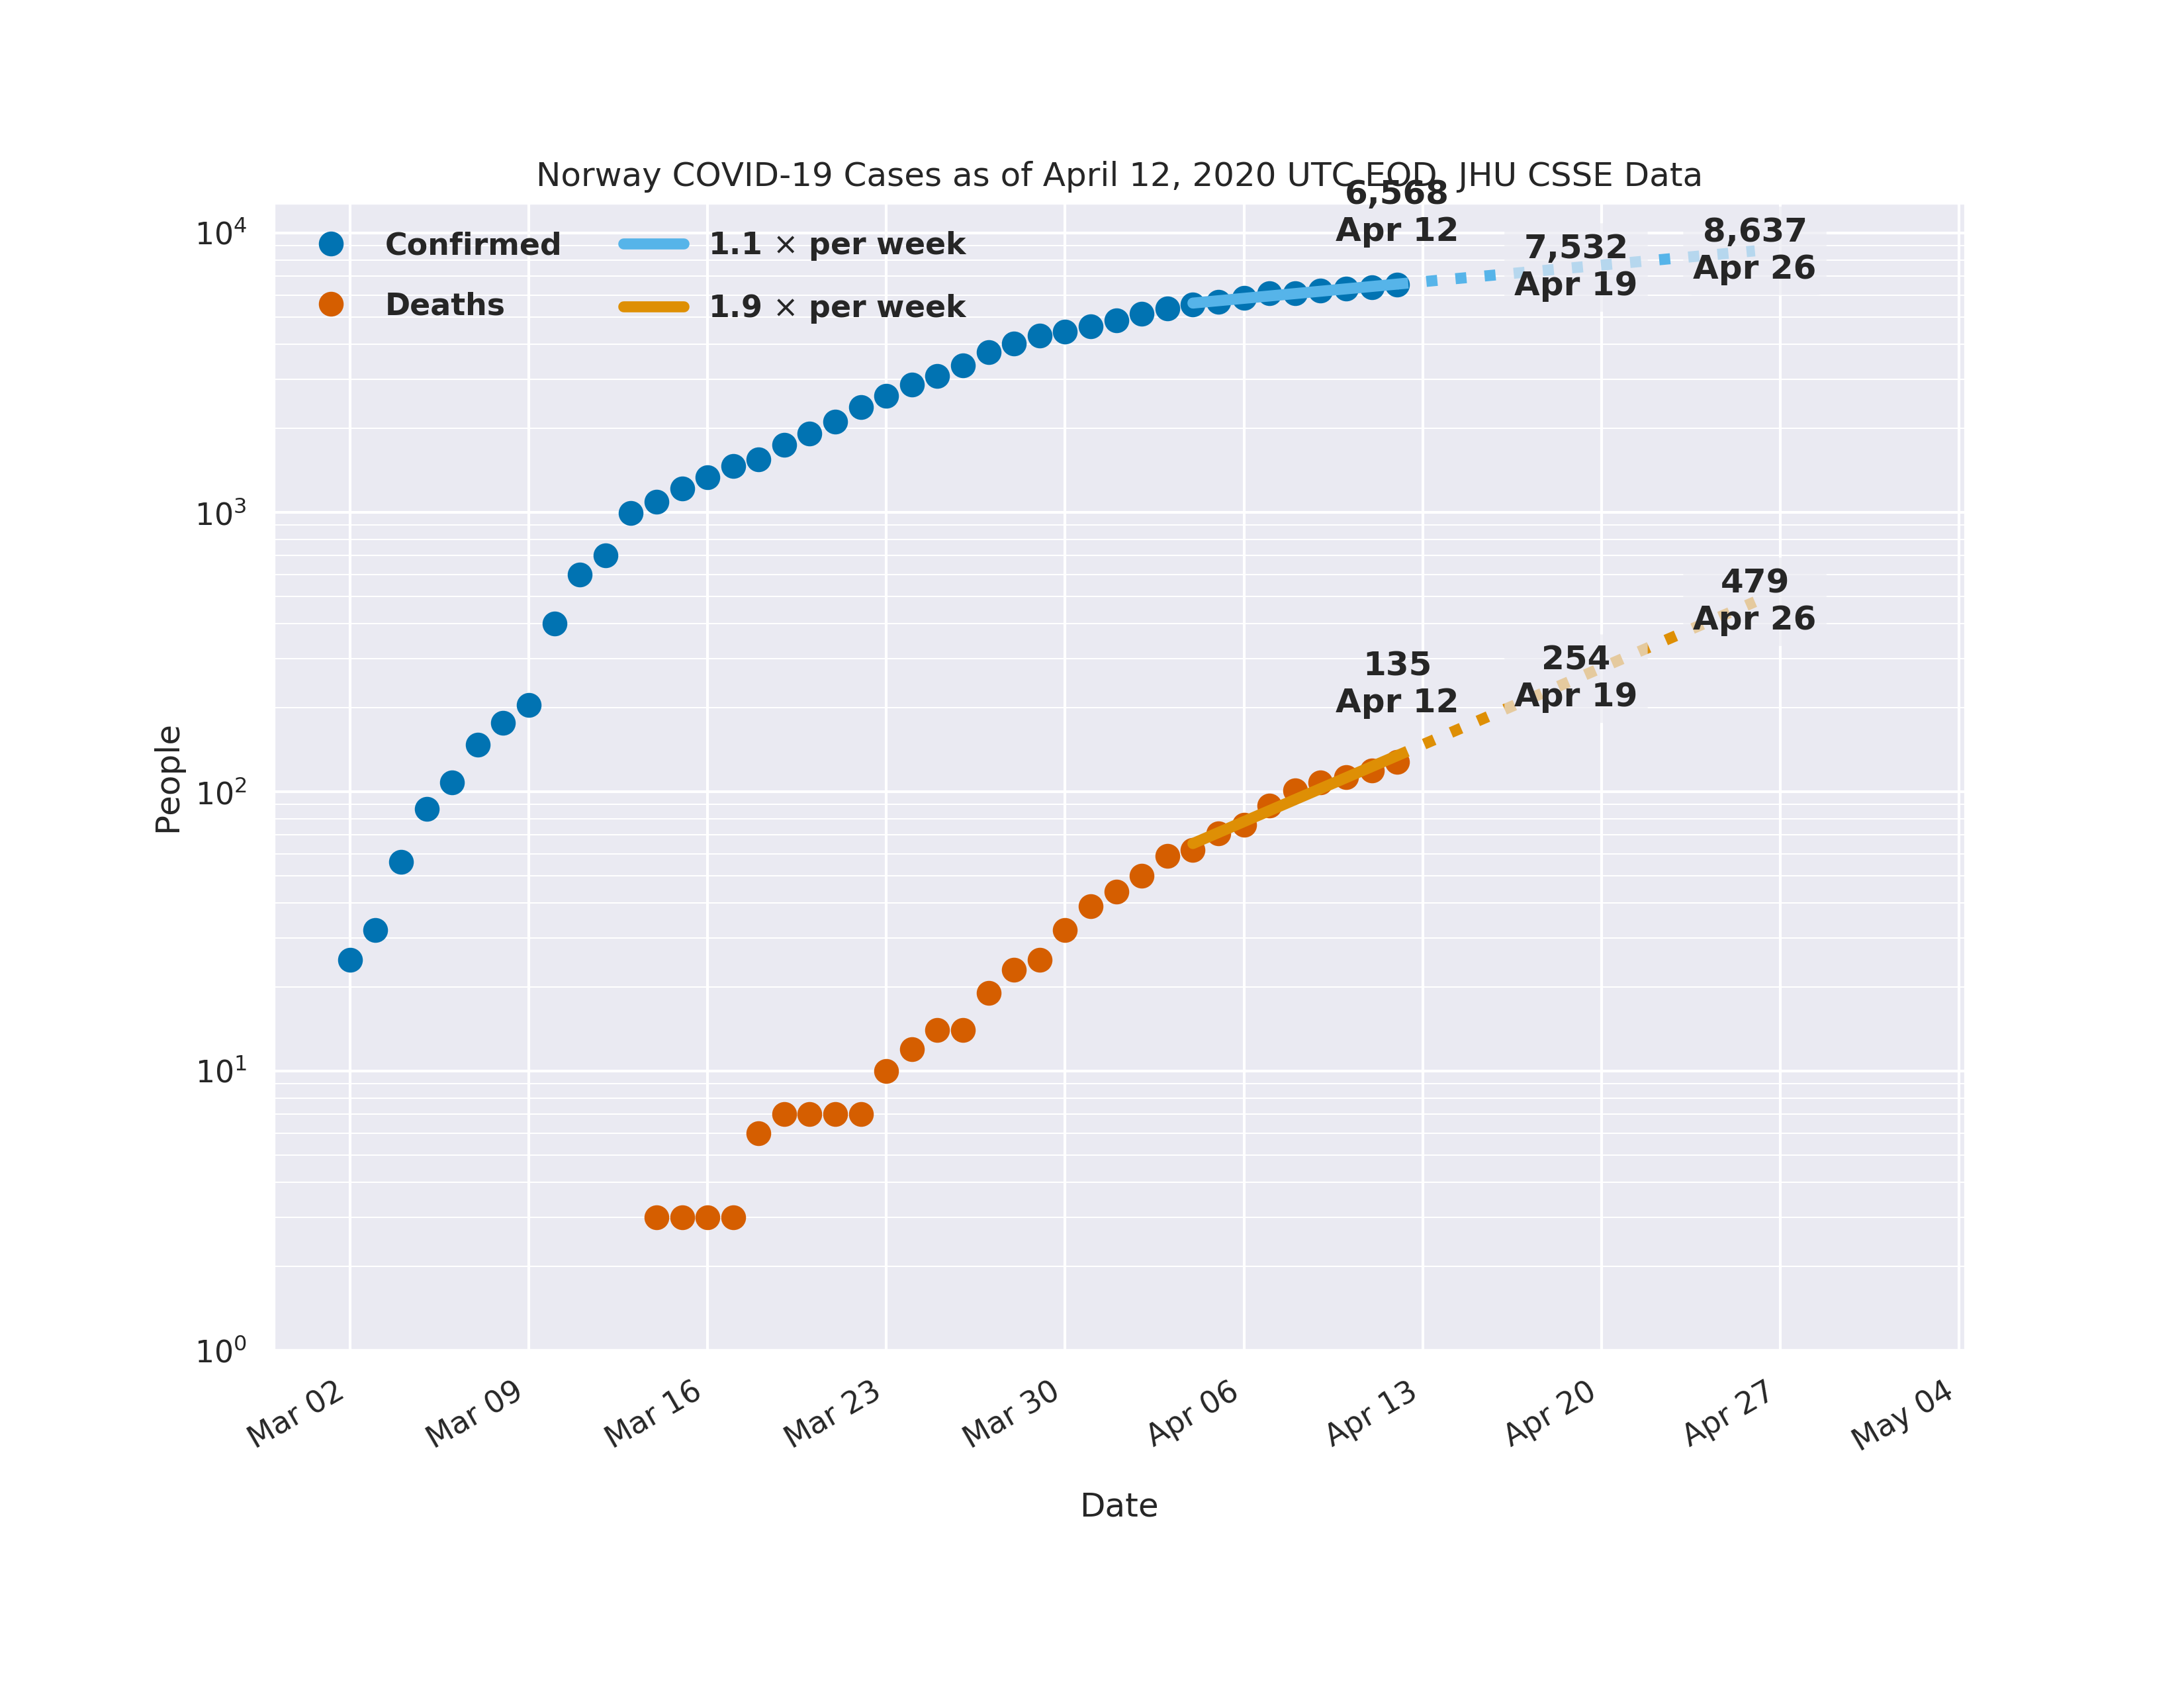 Norway COVID-19 Cases as of April 12, 2020 UTC EOD, JHU CSSE Data
6,568
Apr 12
7,532
Apr 19
8,637
Apr 26
Confirmed
1.1 × per week
Deaths
1.9 × per week
479
Apr 26
135
Apr 12
254
Apr 19
People
10⁴
10³
10²
10¹
10⁰
Mar 02
Mar 09
Mar 16
Mar 23
Mar 30
Apr 06
Apr 13
Apr 20
Apr 27
May 04
Date